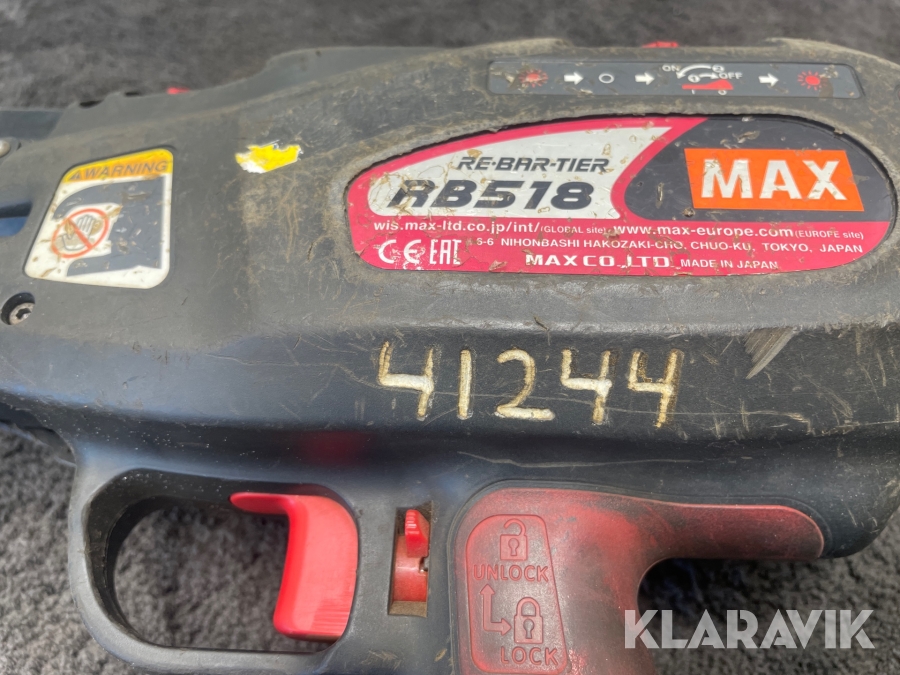 ON OFF
1 0
WARNING
RE-BAR-TIER
RB518
MAX
wis.max-ltd.co.jp/int/(GLOBAL site) www.max-europe.com(EUROPE site)
CE EAC S-6 NIHONBASHI HAKOZAKI-CHO, CHUO-KU, TOKYO, JAPAN
MAX CO., LTD. MADE IN JAPAN
41244
UNLOCK
LOCK
KLARAVIK